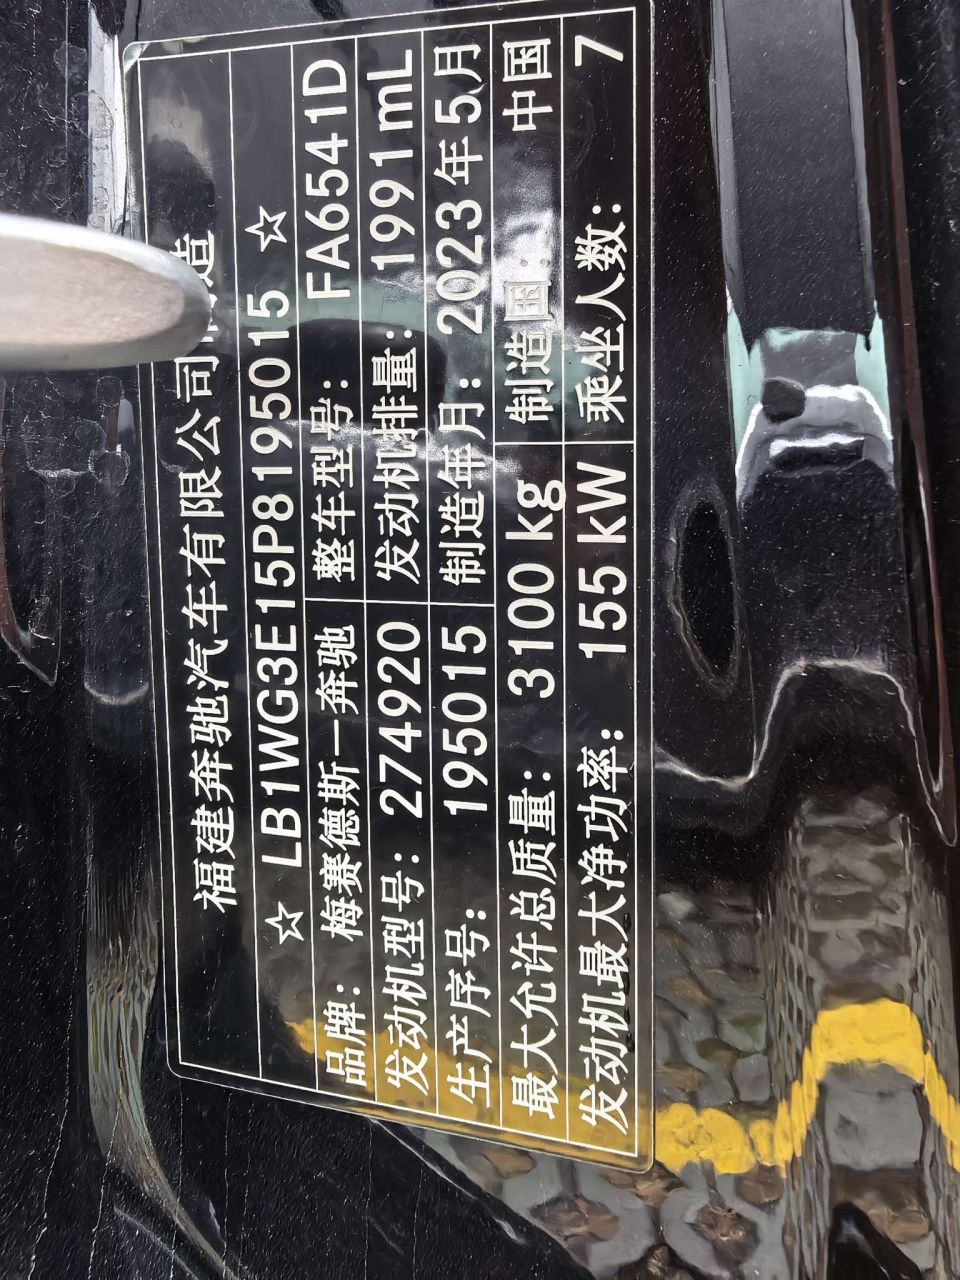 福建奔驰汽车有限公司 造
☆ LB1WG3E15P8195015 ☆
品牌：梅赛德斯—奔驰 整车型号：FA6541D
发动机型号：274920 发动机排量：1991mL
生产序号：195015 制造年月：2023年5月
最大允许总质量：3100 kg 制造国：中国
发动机最大净功率：155 kW 乘坐人数：7